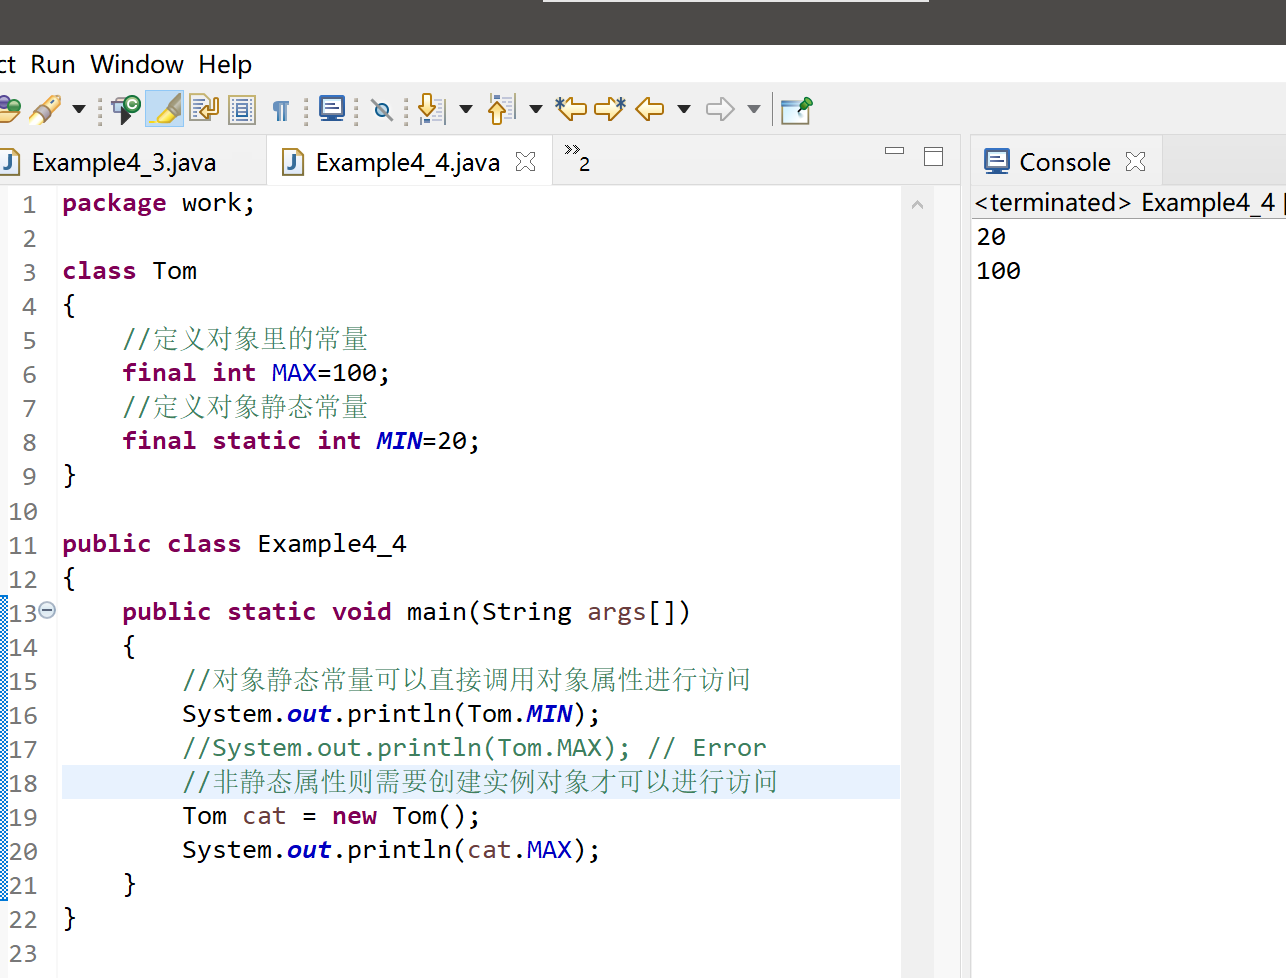 ct Run Window Help
Example4_3.java Example4_4.java »2 Console
<terminated> Example4_4
20
100
1 package work;
2
3 class Tom
4 {
5 //定义对象里的常量
6 final int MAX=100;
7 //定义对象静态常量
8 final static int MIN=20;
9 }
10
11 public class Example4_4
12 {
13 public static void main(String args[])
14 {
15 //对象静态常量可以直接调用对象属性进行访问
16 System.out.println(Tom.MIN);
17 //System.out.println(Tom.MAX); // Error
18 //非静态属性则需要创建实例对象才可以进行访问
19 Tom cat = new Tom();
20 System.out.println(cat.MAX);
21 }
22 }
23